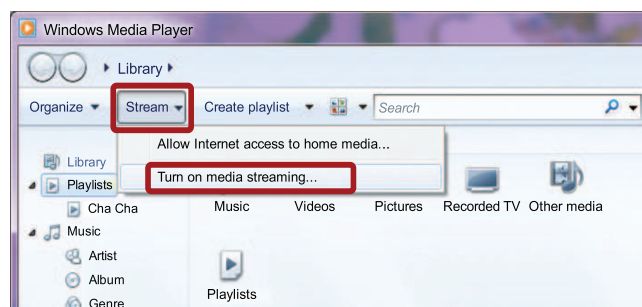 Windows Media Player
Library
Organize Stream Create playlist Search
Allow Internet access to home media...
Turn on media streaming...
Library
Playlists
Cha Cha
Music
Artist
Album
Genre
Music Videos Pictures Recorded TV Other media
Playlists